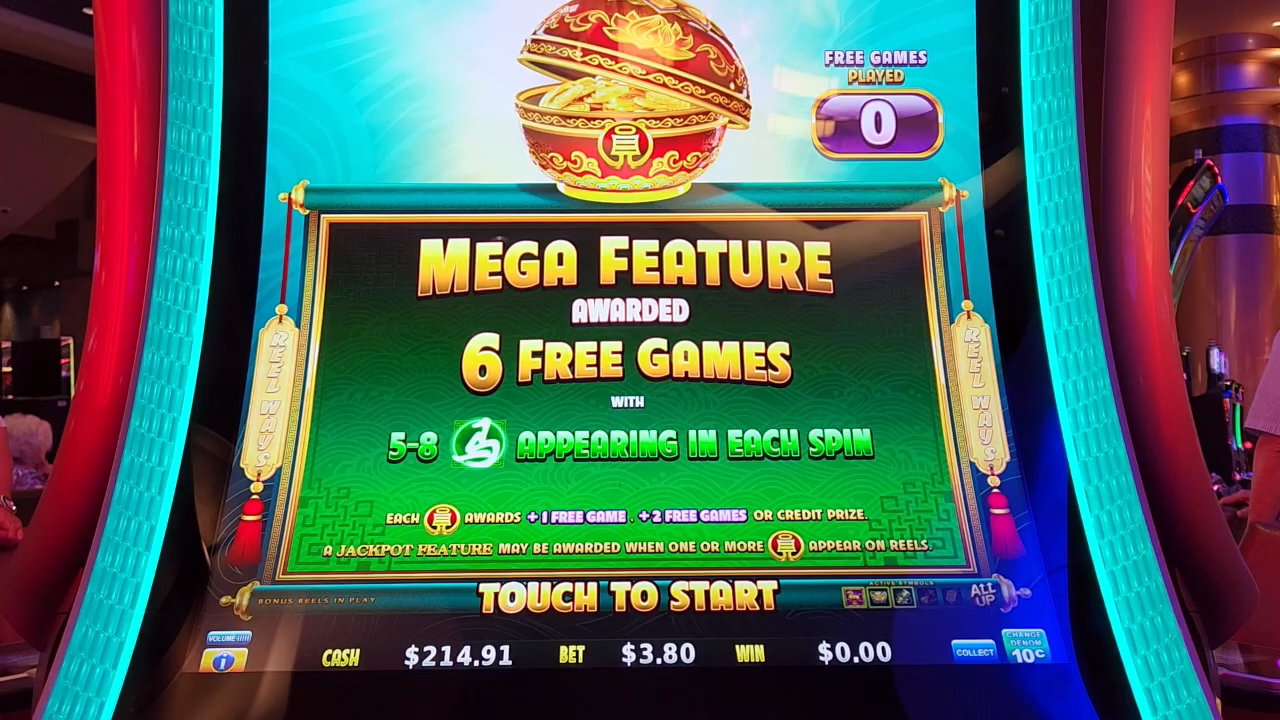 FREE GAMES
PLAYED
0
MEGA FEATURE
AWARDED
6 FREE GAMES
WITH
5-8 APPEARING IN EACH SPIN
EACH AWARDS +1 FREE GAME , +2 FREE GAMES OR CREDIT PRIZE.
A JACKPOT FEATURE MAY BE AWARDED WHEN ONE OR MORE APPEAR ON REELS.
REEL WAYS
REEL WAYS
TOUCH TO START
BONUS REELS IN PLAY
ACTIVE SYMBOLS
ALL UP
VOLUME
CASH $214.91 BET $3.80 WIN $0.00
COLLECT
CHANGE DENOM
10¢